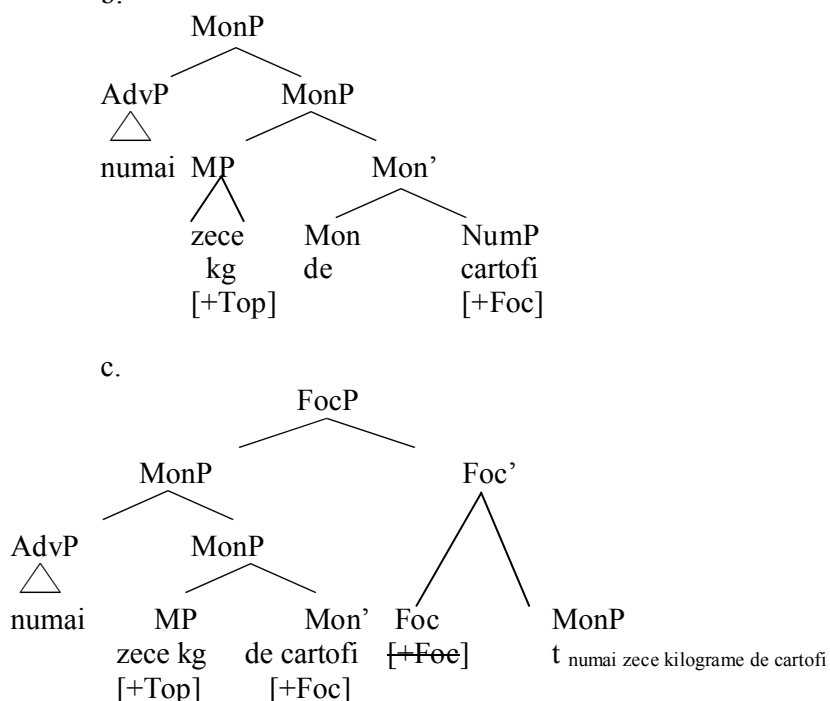 MonP
AdvP MonP
numai MP Mon’
zece Mon NumP
kg de cartofi
[+Top] [+Foc]
c.
FocP
MonP Foc’
AdvP MonP
numai MP Mon’ Foc MonP
zece kg de cartofi [+Foc] t numai zece kilograme de cartofi
[+Top] [+Foc]